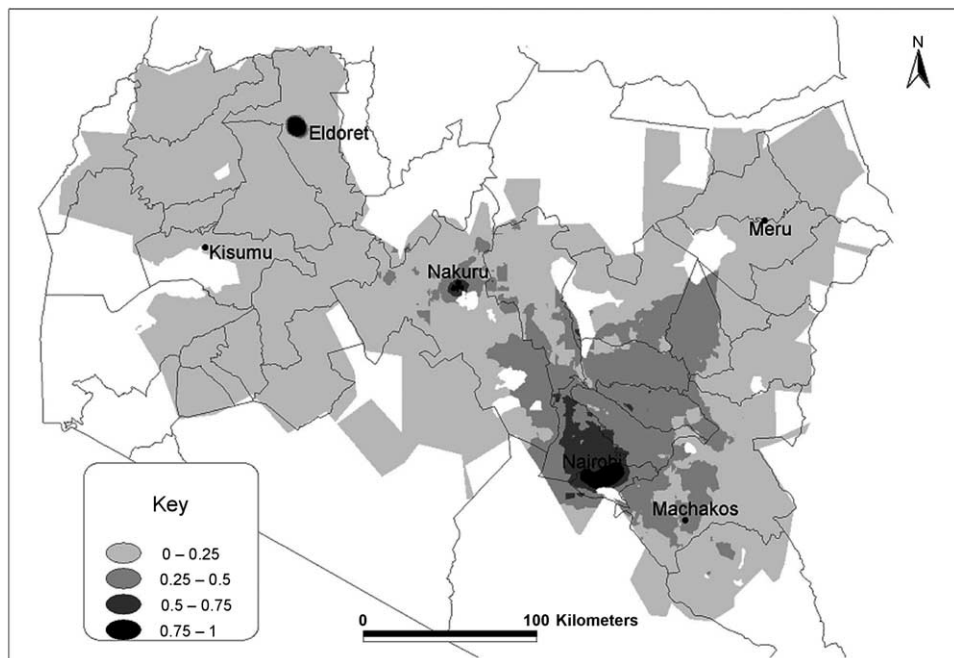 N
Eldoret
Meru
Kisumu
Nakuru
Nairobi
Machakos
Key
0 – 0.25
0.25 – 0.5
0.5 – 0.75
0.75 – 1
0 100 Kilometers